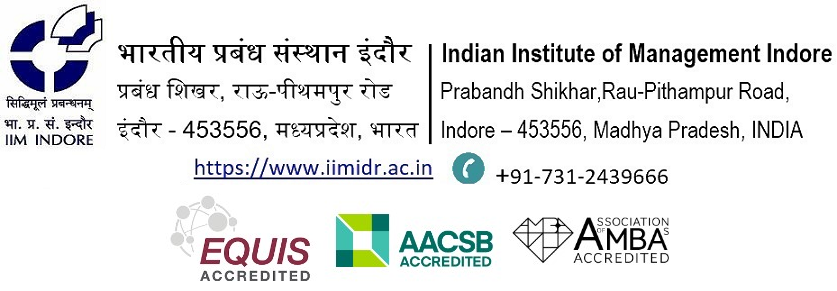 सिद्धिमूलं प्रबन्धनम्
भा. प्र. सं. इन्दौर
IIM INDORE
भारतीय प्रबंध संस्थान इंदौर
प्रबंध शिखर, राऊ-पीथमपुर रोड
इंदौर - 453556, मध्यप्रदेश, भारत
Indian Institute of Management Indore
Prabandh Shikhar,Rau-Pithampur Road,
Indore – 453556, Madhya Pradesh, INDIA
https://www.iimidr.ac.in
+91-731-2439666
EQUIS
ACCREDITED
AACSB
ACCREDITED
ASSOCIATION
OF AMBAS
ACCREDITED